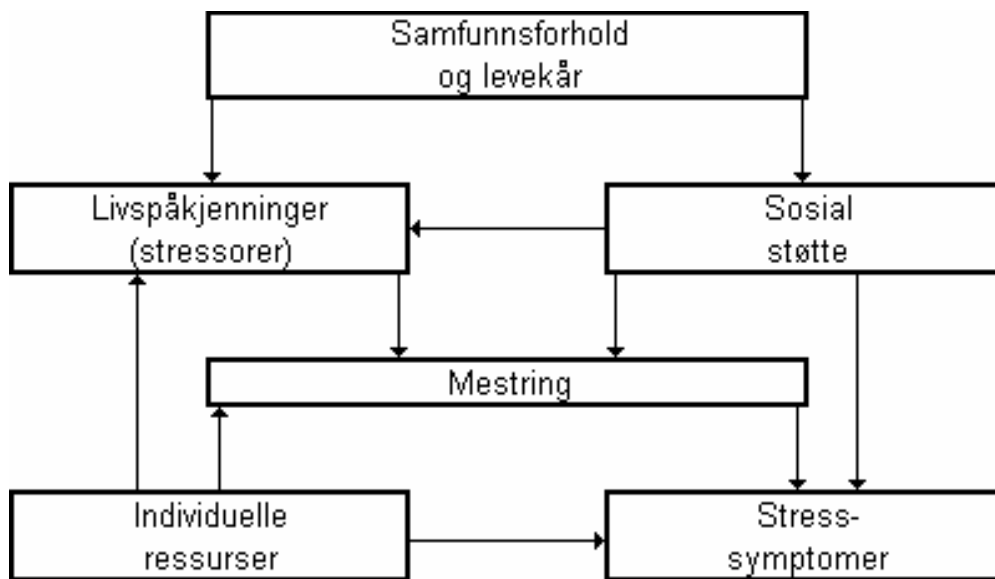 Samfunnsforhold
og levekår
Livspåkjenninger
(stressorer)
Sosial
støtte
Mestring
Individuelle
ressurser
Stress-
symptomer